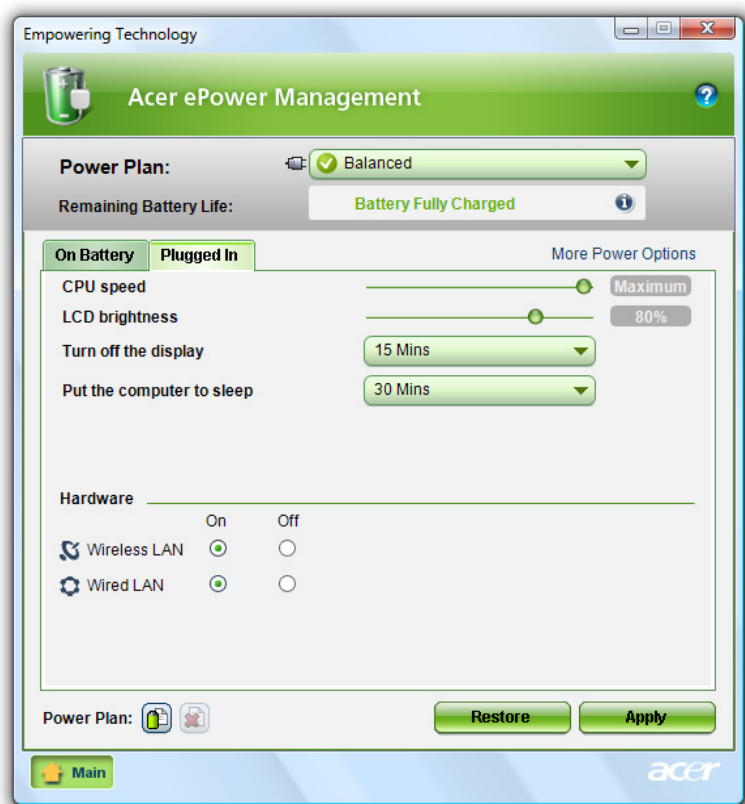 Empowering Technology
Acer ePower Management
Power Plan: Balanced
Remaining Battery Life: Battery Fully Charged
On Battery Plugged In More Power Options
CPU speed Maximum
LCD brightness 80%
Turn off the display 15 Mins
Put the computer to sleep 30 Mins
Hardware
On Off
Wireless LAN
Wired LAN
Power Plan: Restore Apply
Main acer